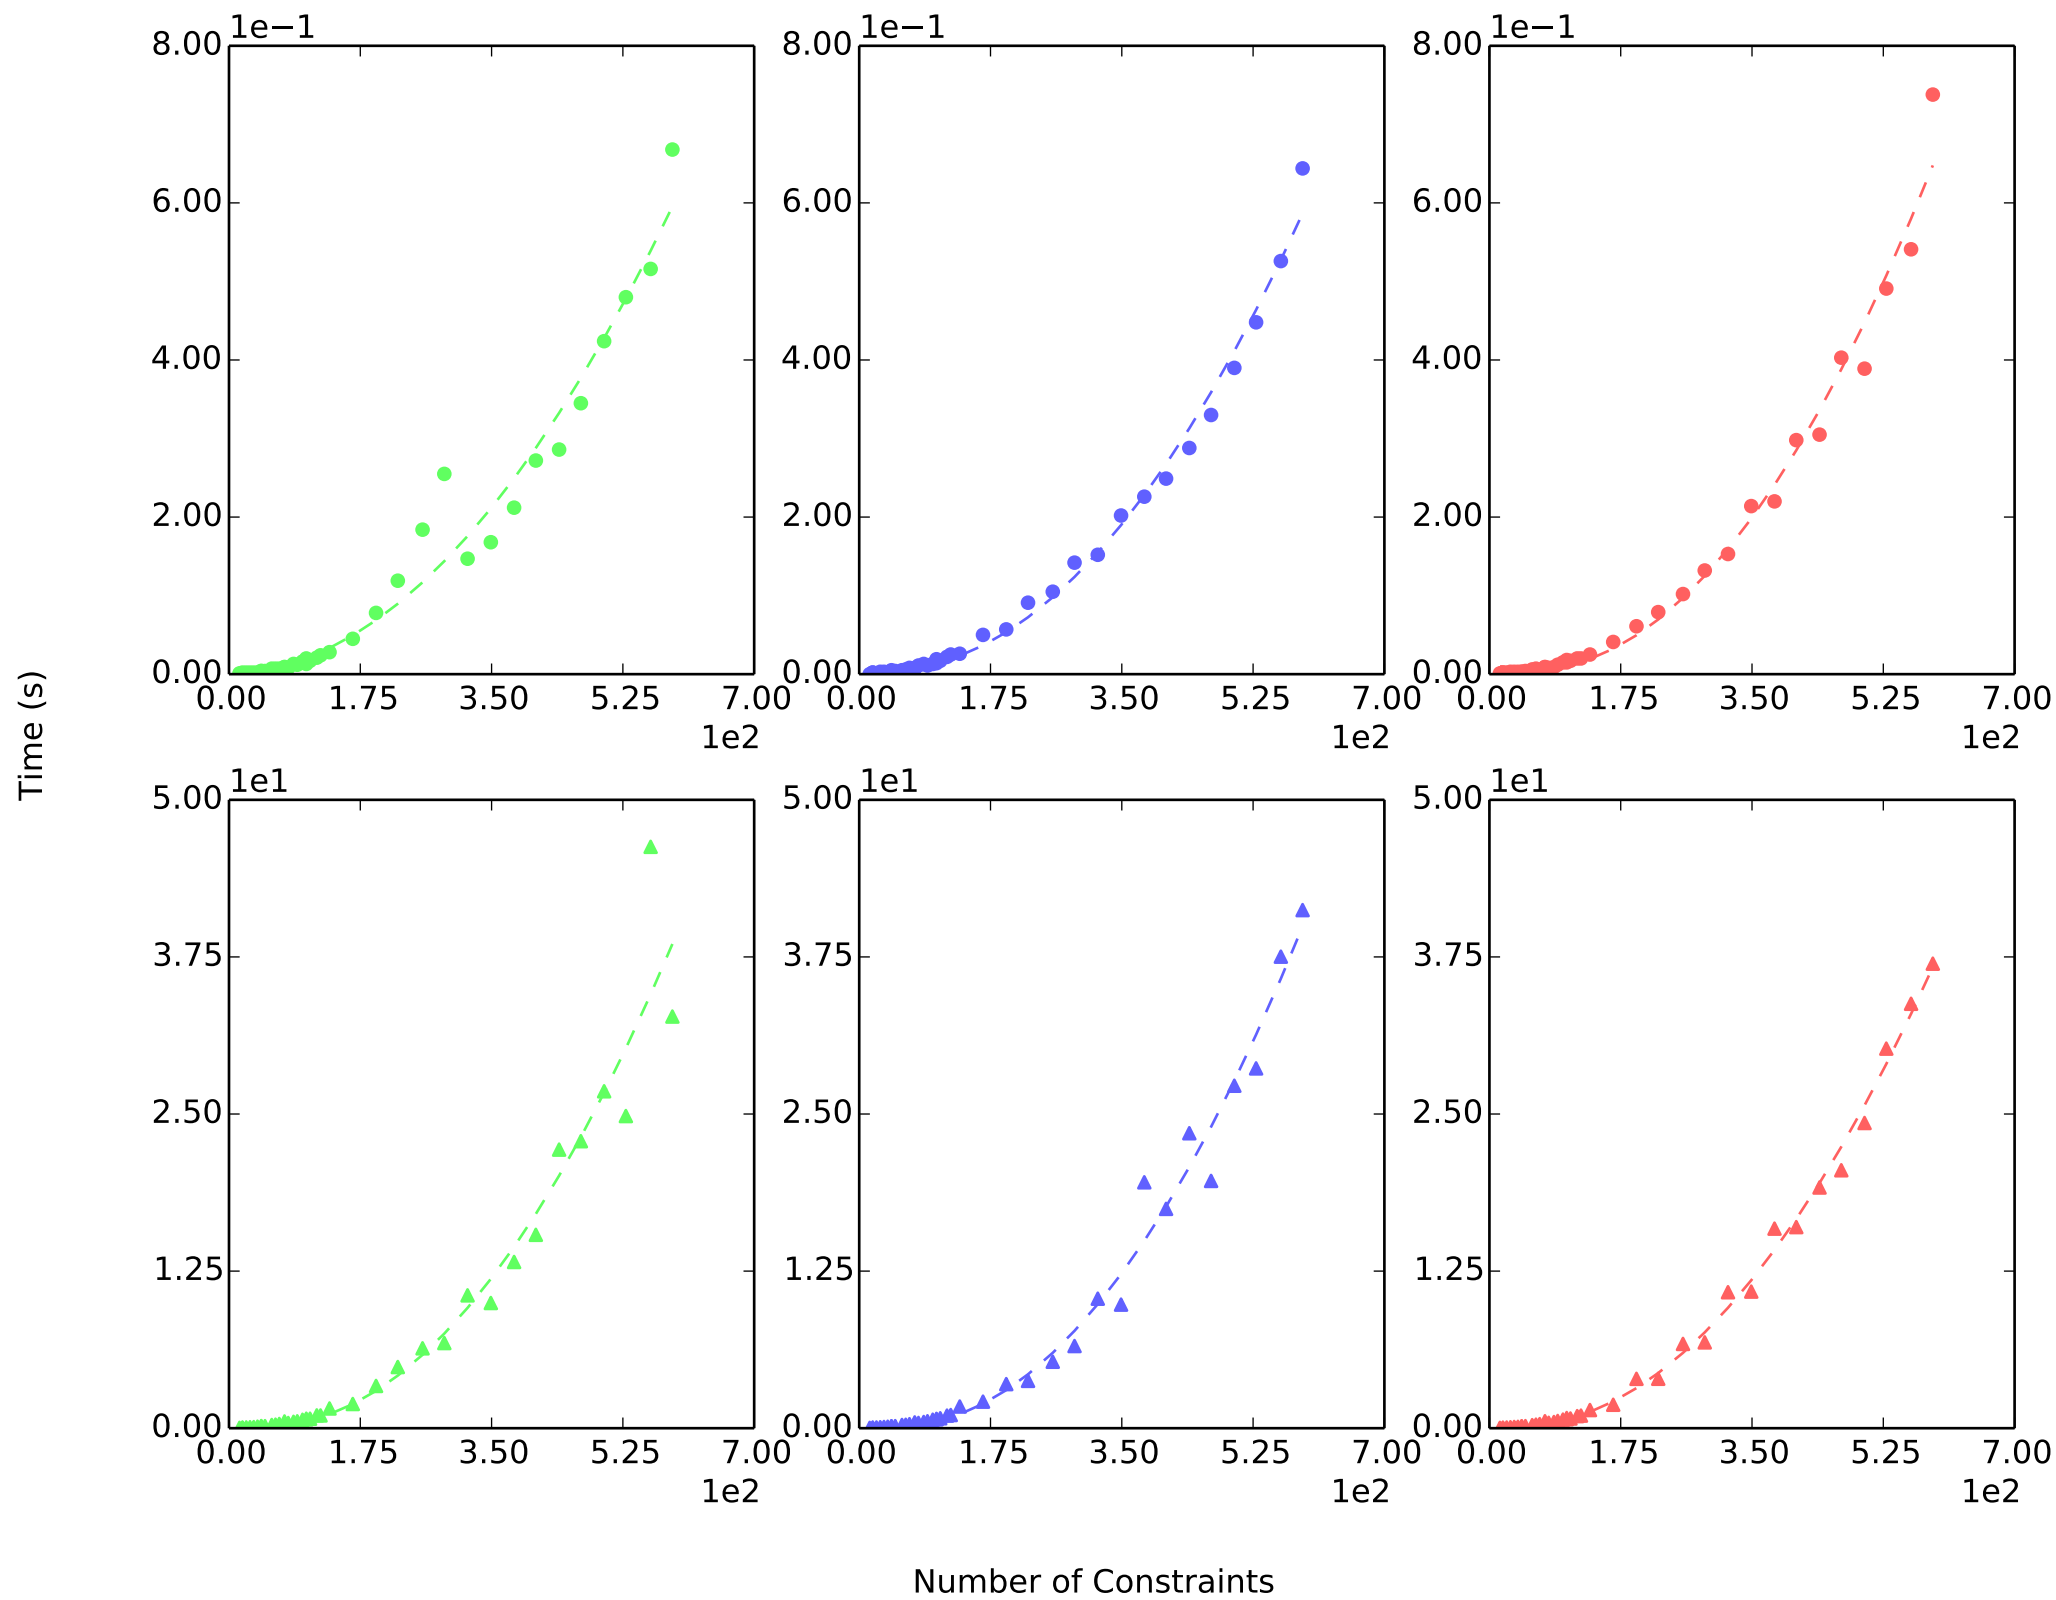 1e−1 1e−1 1e−1
8.00 8.00 8.00
6.00 6.00 6.00
4.00 4.00 4.00
2.00 2.00 2.00
0.00 0.00 0.00
0.00 1.75 3.50 5.25 7.00 0.00 1.75 3.50 5.25 7.00 0.00 1.75 3.50 5.25 7.00
1e2 1e2 1e2
Time (s)
1e1 1e1 1e1
5.00 5.00 5.00
3.75 3.75 3.75
2.50 2.50 2.50
1.25 1.25 1.25
0.00 0.00 0.00
0.00 1.75 3.50 5.25 7.00 0.00 1.75 3.50 5.25 7.00 0.00 1.75 3.50 5.25 7.00
1e2 1e2 1e2
Number of Constraints